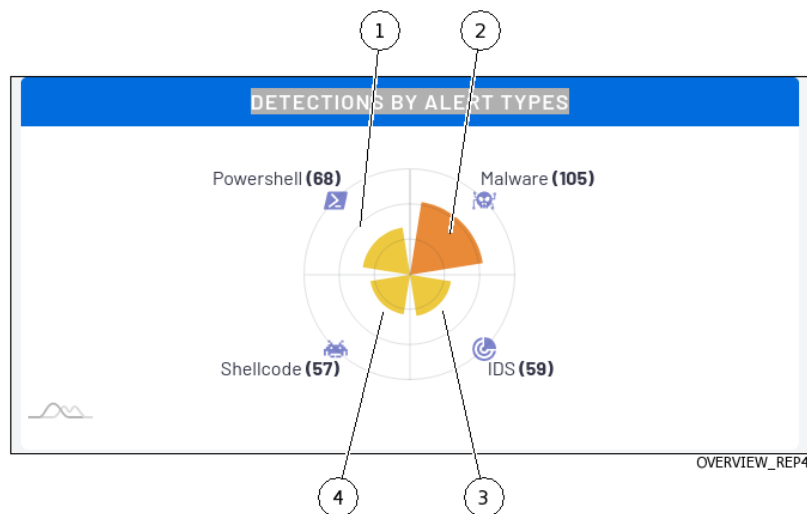 1 2
DETECTIONS BY ALERT TYPES
Powershell (68) Malware (105)
Shellcode (57) IDS (59)
OVERVIEW_REP4
4 3